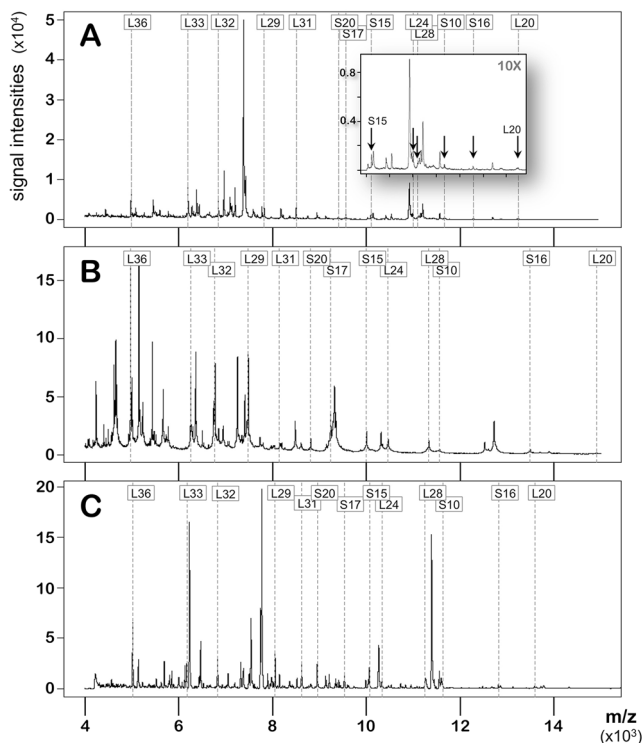 signal intensities (x10⁴)
A
L36 L33 L32 L29 L31 S20 S15 L24 S10 S16 L20
S17 L28
10X
0.8
0.4
S15 L20
5
4
3
2
1
0
B
L36 L33 L29 L31 S20 S15 L28 S16 L20
L32 S17 L24 S10
15
10
5
0
C
L36 L33 L32 L29 S20 S15 L28 S16 L20
L31 S17 L24 S10
20
15
10
5
0
4 6 8 10 12 14 m/z
(x10³)